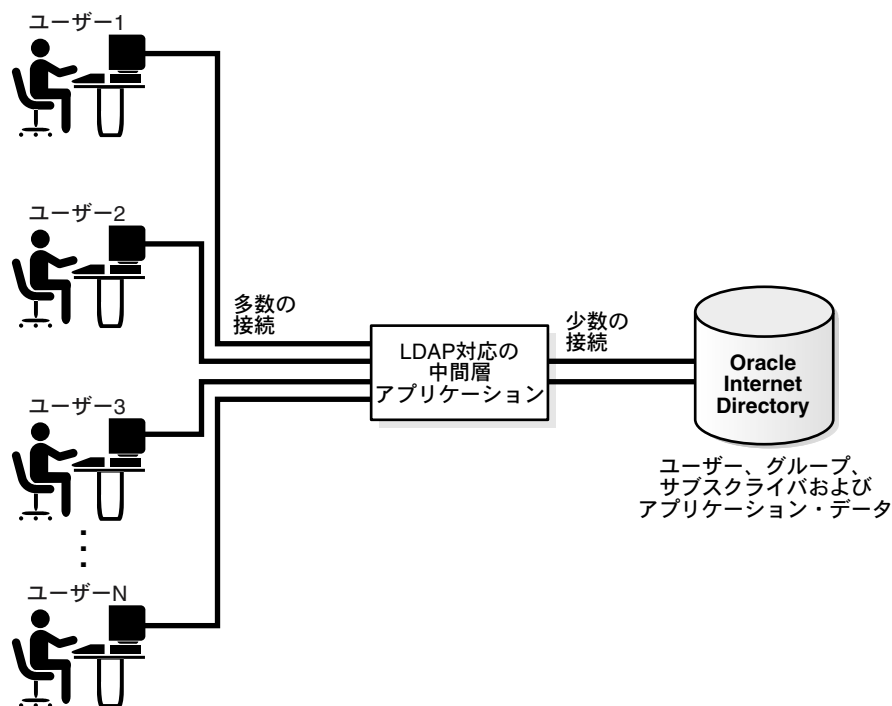 ユーザー1
ユーザー2
多数の
接続
LDAP対応の
中間層
アプリケーション
少数の
接続
Oracle
Internet
Directory
ユーザー、グループ、
サブスクライバおよび
アプリケーション・データ
ユーザー3
ユーザーN